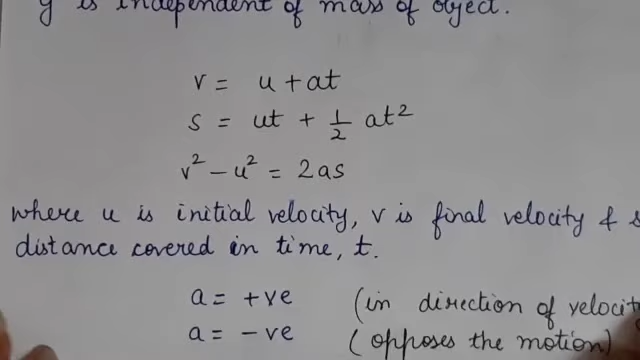 g is independent of mass of object.
v = u + at
s = ut + 1/2 at²
v² - u² = 2as
where u is initial velocity, v is final velocity & s
distance covered in time, t.
a = +ve (in direction of velocity
a = -ve (opposes the motion)